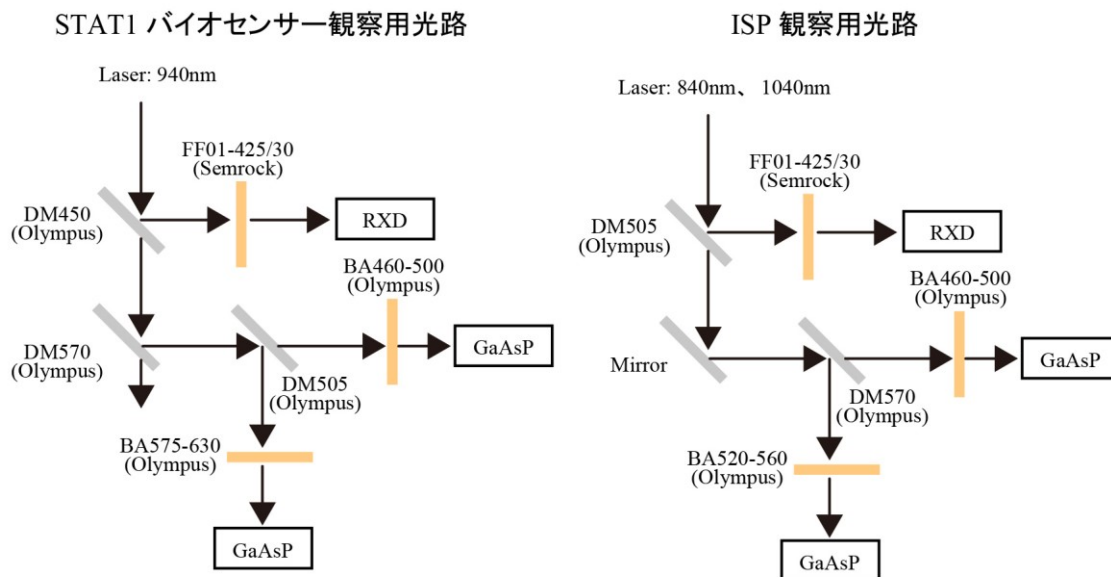 STAT1 バイオセンサー観察用光路
Laser: 940nm
FF01-425/30
(Semrock)
DM450
(Olympus)
RXD
BA460-500
(Olympus)
DM570
(Olympus)
GaAsP
DM505
(Olympus)
BA575-630
(Olympus)
GaAsP
ISP 観察用光路
Laser: 840nm、 1040nm
FF01-425/30
(Semrock)
DM505
(Olympus)
RXD
BA460-500
(Olympus)
Mirror
GaAsP
DM570
(Olympus)
BA520-560
(Olympus)
GaAsP